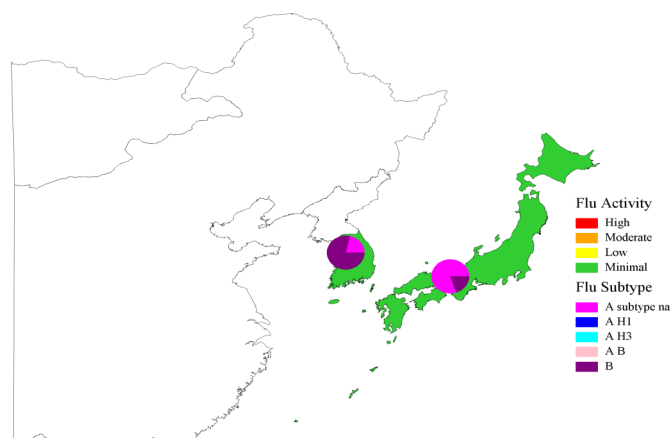 Flu Activity
High
Moderate
Low
Minimal
Flu Subtype
A subtype na
A H1
A H3
A B
B